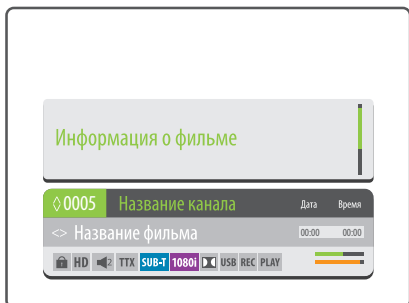 Информация о фильме
◊0005 Название канала Дата Время
<> Название фильма 00:00 00:00
HD 2 TTX SUB-T 1080i USB REC PLAY